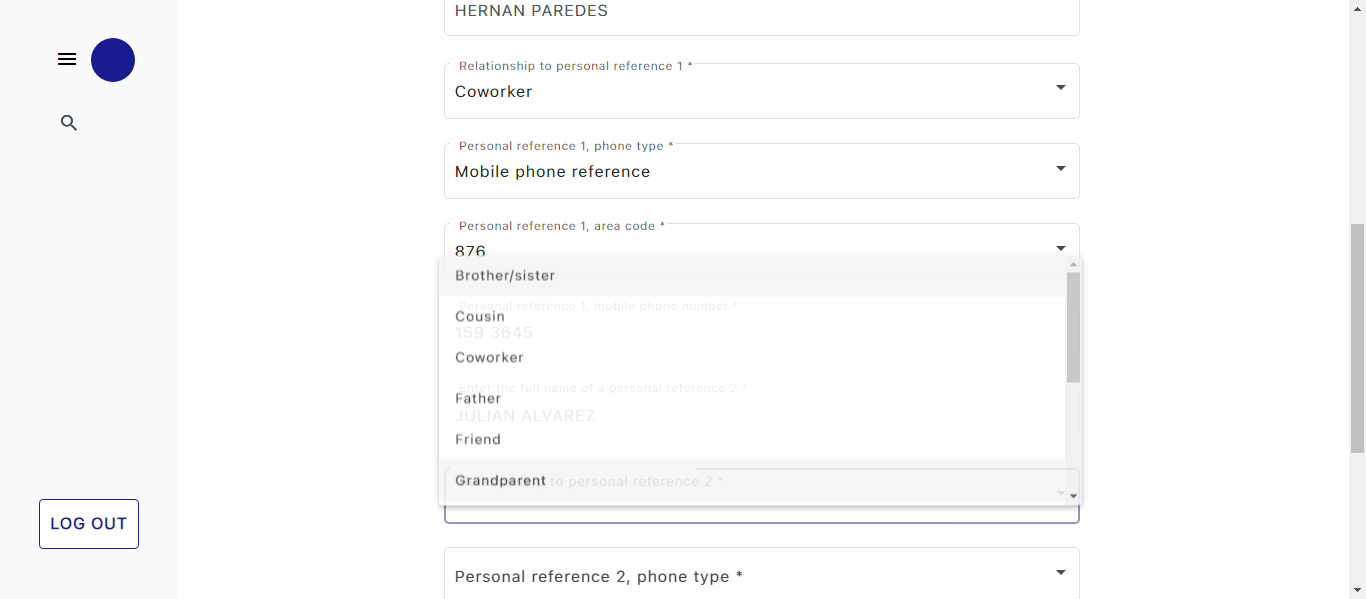 HERNAN PAREDES
Relationship to personal reference 1 *
Coworker
Personal reference 1, phone type *
Mobile phone reference
Personal reference 1, area code *
876
Brother/sister
Personal reference 1, mobile phone number *
Cousin
159 3645
Coworker
Enter the full name of a personal reference 2 *
Father
JULIAN ALVAREZ
Friend
Grandparent
to personal reference 2 *
Personal reference 2, phone type *
LOG OUT